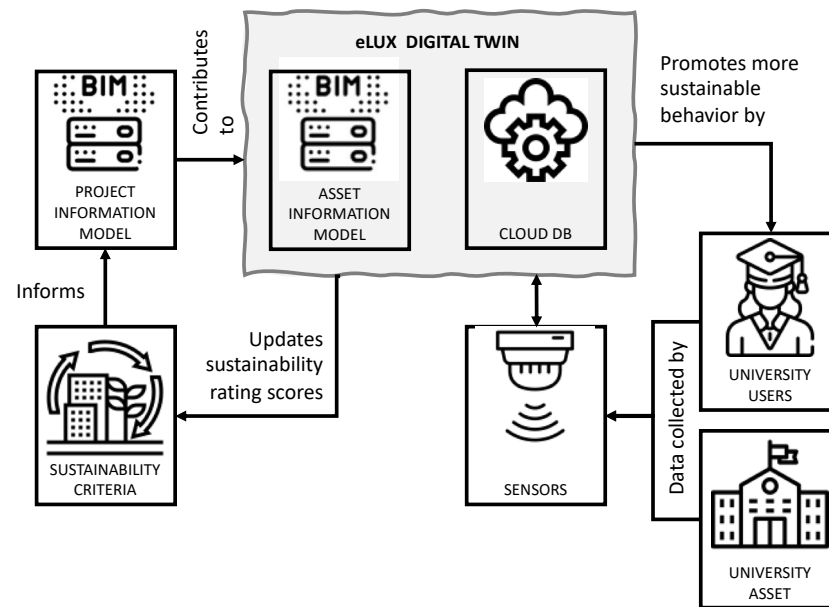 eLUX DIGITAL TWIN
BIM
PROJECT
INFORMATION
MODEL
Contributes
to
BIM
ASSET
INFORMATION
MODEL
CLOUD DB
Promotes more
sustainable
behavior by
Informs
Updates
sustainability
rating scores
SUSTAINABILITY
CRITERIA
SENSORS
Data collected by
UNIVERSITY
USERS
UNIVERSITY
ASSET